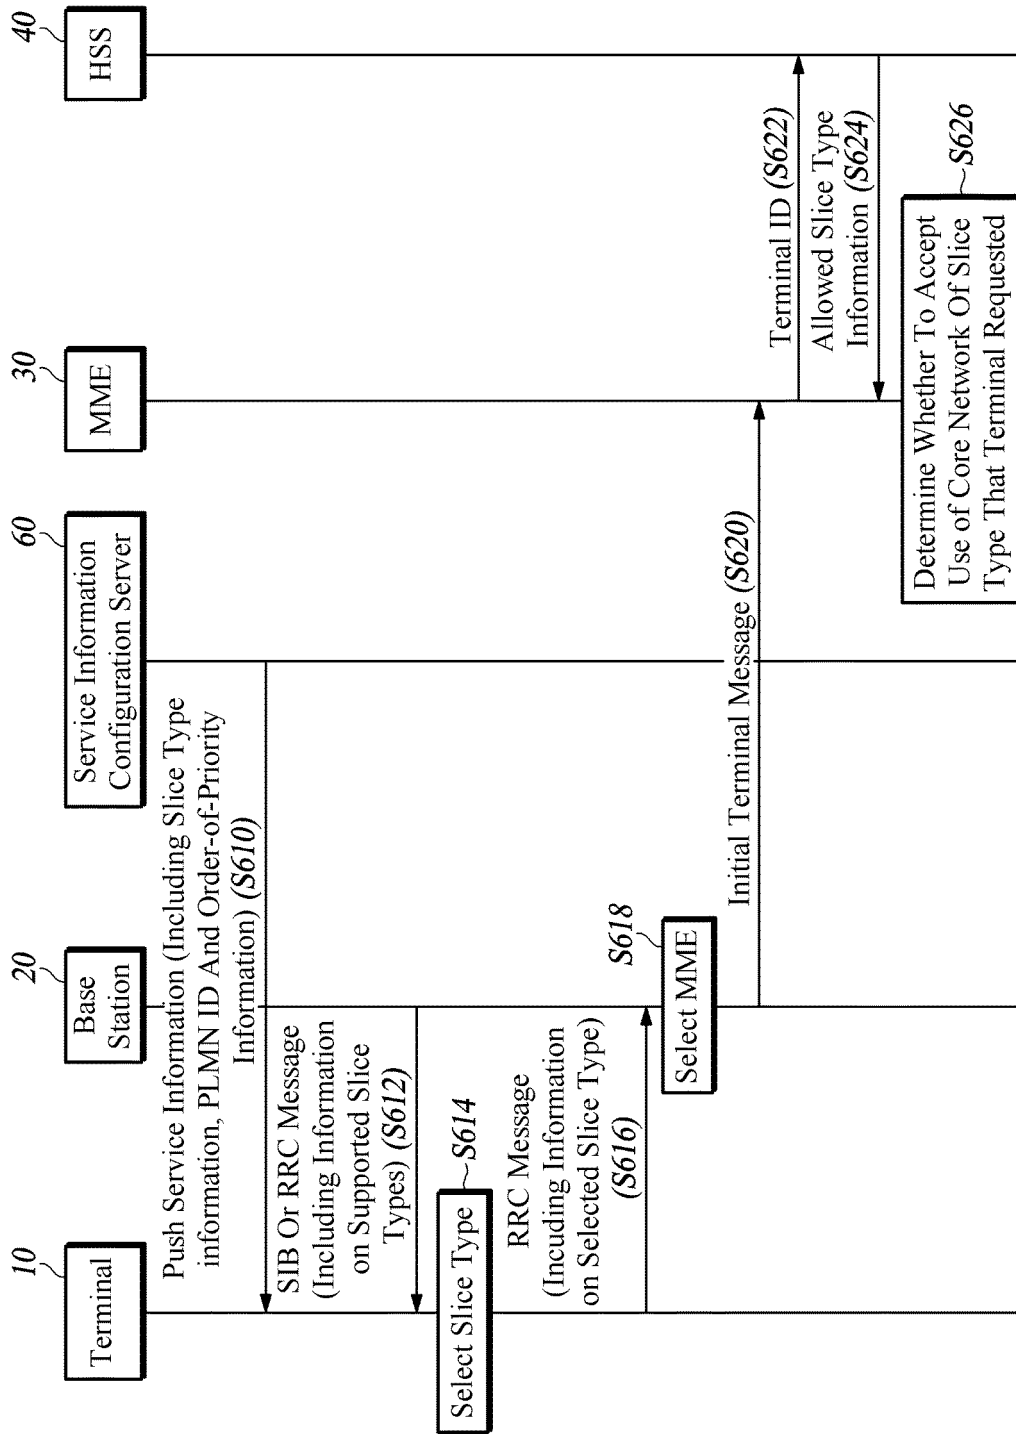 10
Terminal
20
Base
Station
60
Service Information
Configuration Server
30
MME
40
HSS
Push Service Information (Including Slice Type
information, PLMN ID And Order-of-Priority
Information) (S610)
SIB Or RRC Message
(Including Information
on Supported Slice
Types) (S612)
Select Slice Type
S614
RRC Message
(Incuding Information
on Selected Slice Type)
(S616)
S618
Select MME
Initial Terminal Message (S620)
Terminal ID (S622)
Allowed Slice Type
Information (S624)
Determine Whether To Accept
Use of Core Network Of Slice
Type That Terminal Requested
S626